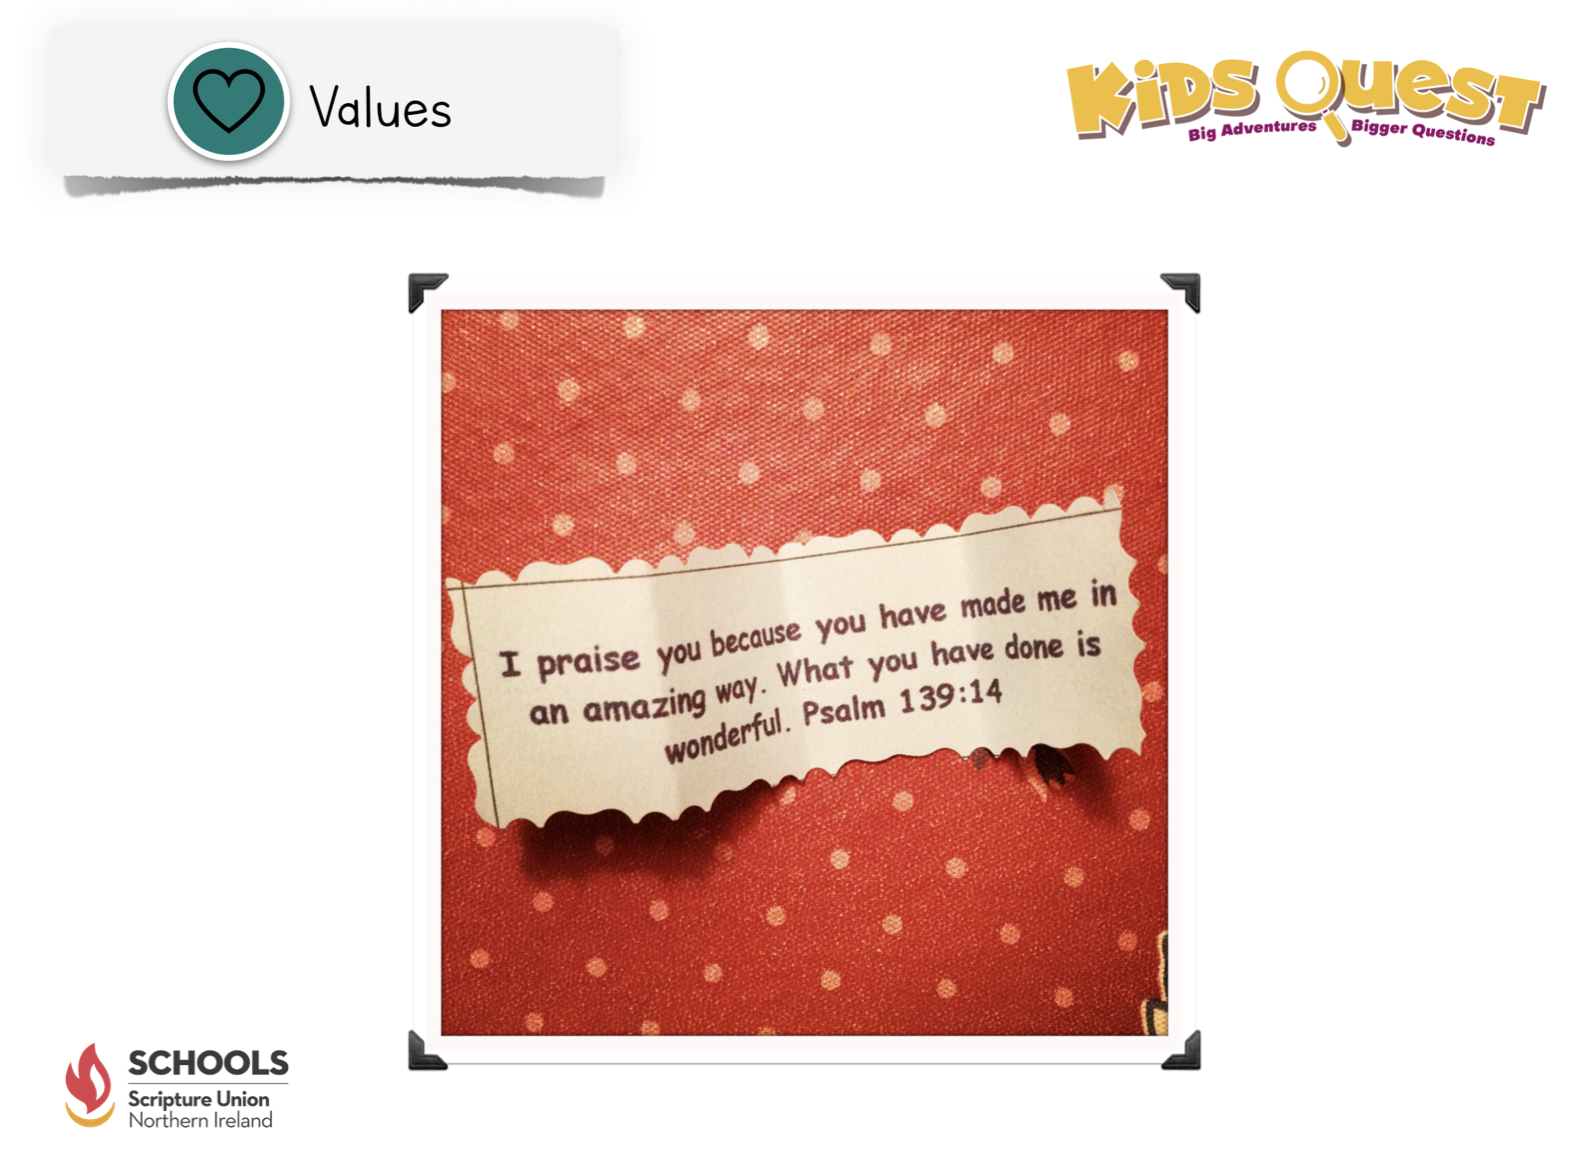 Values
KiDS QUEST
Big Adventures Bigger Questions
I praise you because you have made me in
an amazing way. What you have done is
wonderful. Psalm 139:14
SCHOOLS
Scripture Union
Northern Ireland